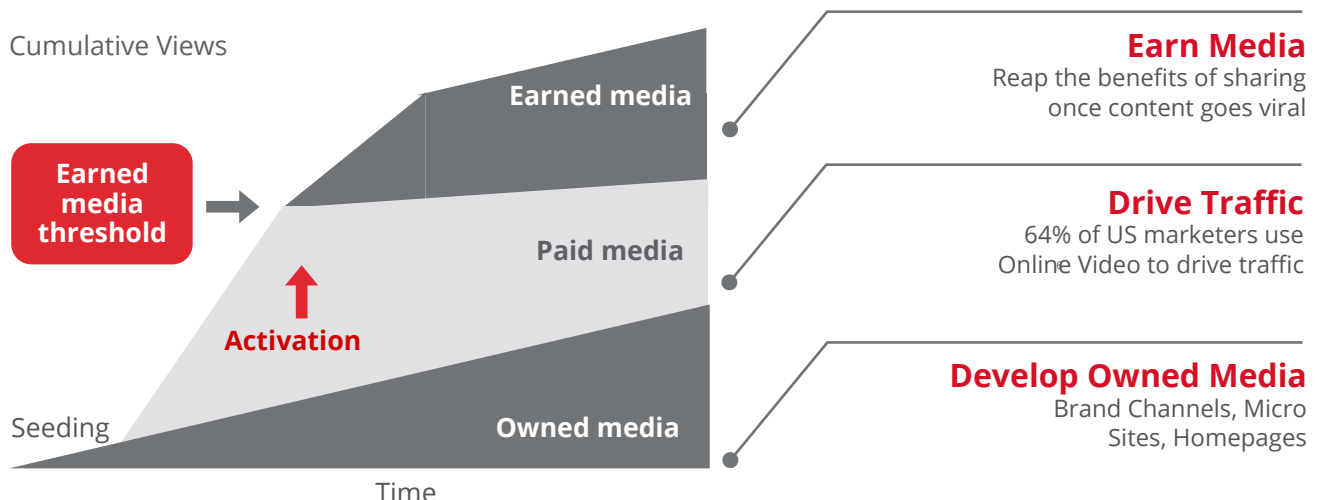 Cumulative Views
Earned
media
threshold
Seeding
Activation
Earned media
Paid media
Owned media
Time
Earn Media
Reap the benefits of sharing
once content goes viral
Drive Traffic
64% of US marketers use
Online Video to drive traffic
Develop Owned Media
Brand Channels, Micro
Sites, Homepages